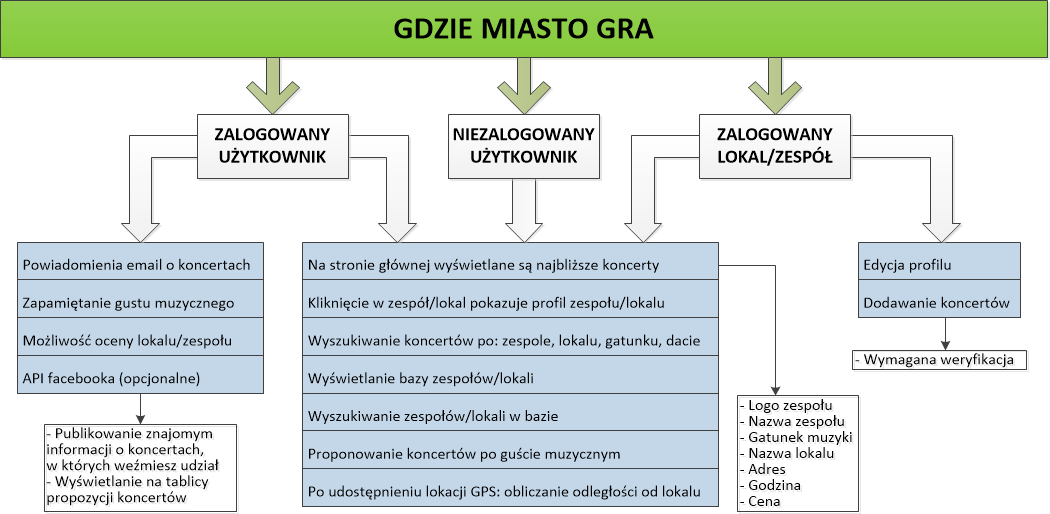 GDZIE MIASTO GRA
ZALOGOWANY
UŻYTKOWNIK
NIEZALOGOWANY
UŻYTKOWNIK
ZALOGOWANY
LOKAL/ZESPÓŁ
Powiadomienia email o koncertach
Zapamiętanie gustu muzycznego
Możliwość oceny lokalu/zespołu
API facebooka (opcjonalne)
- Publikowanie znajomym
informacji o koncertach,
w których weźmiesz udział
- Wyświetlanie na tablicy
propozycji koncertów
Na stronie głównej wyświetlane są najbliższe koncerty
Kliknięcie w zespół/lokal pokazuje profil zespołu/lokalu
Wyszukiwanie koncertów po: zespole, lokalu, gatunku, dacie
Wyświetlanie bazy zespołów/lokali
Wyszukiwanie zespołów/lokali w bazie
Proponowanie koncertów po guście muzycznym
Po udostępnieniu lokacji GPS: obliczanie odległości od lokalu
- Logo zespołu
- Nazwa zespołu
- Gatunek muzyki
- Nazwa lokalu
- Adres
- Godzina
- Cena
Edycja profilu
Dodawanie koncertów
- Wymagana weryfikacja